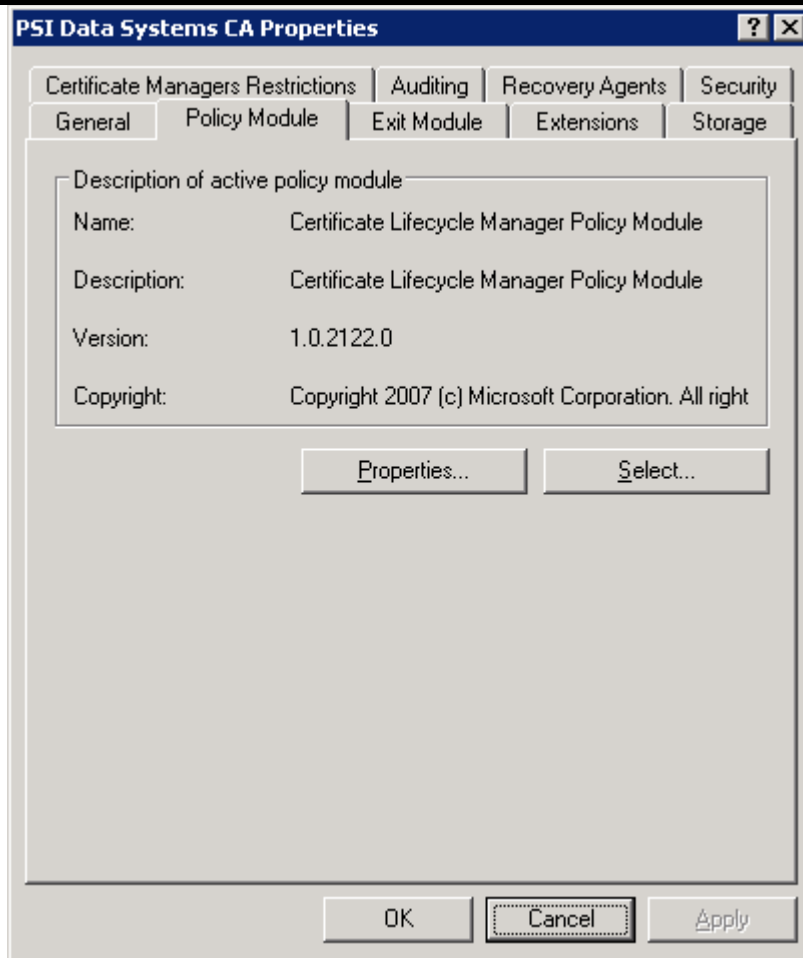 PSI Data Systems CA Properties
Certificate Managers Restrictions Auditing Recovery Agents Security
General Policy Module Exit Module Extensions Storage
Description of active policy module
Name: Certificate Lifecycle Manager Policy Module
Description: Certificate Lifecycle Manager Policy Module
Version: 1.0.2122.0
Copyright: Copyright 2007 (c) Microsoft Corporation. All right
Properties... Select...
OK Cancel Apply